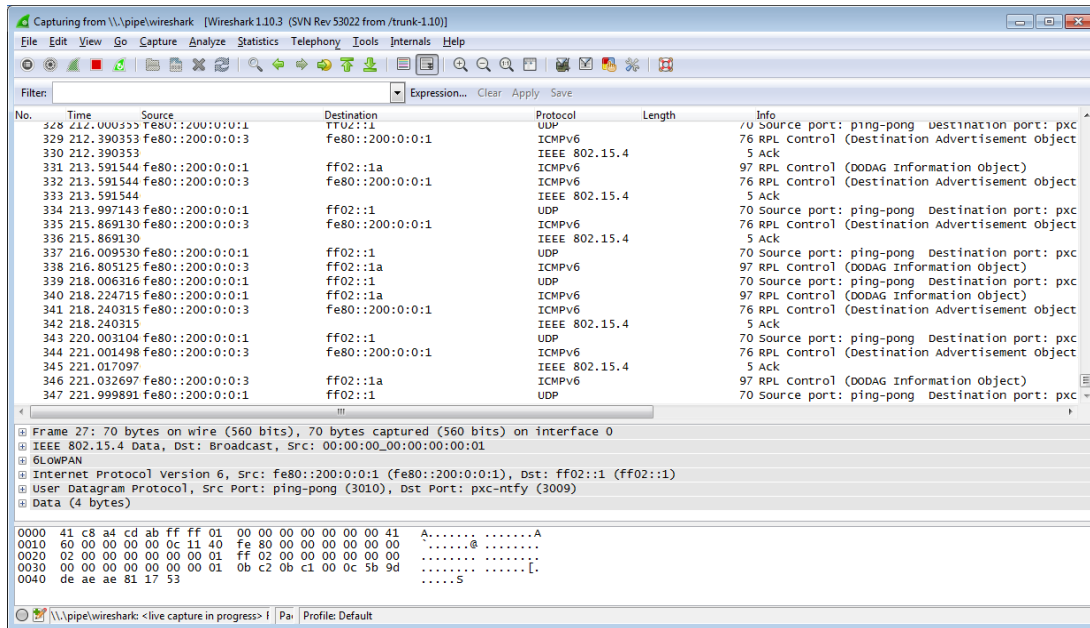 Capturing from \\.\pipe\wireshark [Wireshark 1.10.3 (SVN Rev 53022 from /trunk-1.10)]
File Edit View Go Capture Analyze Statistics Telephony Tools Internals Help
Filter: Expression... Clear Apply Save
No. Time Source Destination Protocol Length Info
328 212.000355 fe80::200:0:0:1 ff02::1 UDP 70 Source port: ping-pong Destination port: pxc
329 212.390353 fe80::200:0:0:3 fe80::200:0:0:1 ICMPv6 76 RPL Control (Destination Advertisement Object
330 212.390353 IEEE 802.15.4 5 Ack
331 213.591544 fe80::200:0:0:1 ff02::1a ICMPv6 97 RPL Control (DODAG Information Object)
332 213.591544 fe80::200:0:0:3 fe80::200:0:0:1 ICMPv6 76 RPL Control (Destination Advertisement Object
333 213.591544 IEEE 802.15.4 5 Ack
334 213.997143 fe80::200:0:0:1 ff02::1 UDP 70 Source port: ping-pong Destination port: pxc
335 215.869130 fe80::200:0:0:3 fe80::200:0:0:1 ICMPv6 76 RPL Control (Destination Advertisement Object
336 215.869130 IEEE 802.15.4 5 Ack
337 216.009530 fe80::200:0:0:1 ff02::1 UDP 70 Source port: ping-pong Destination port: pxc
338 216.805125 fe80::200:0:0:3 ff02::1a ICMPv6 97 RPL Control (DODAG Information Object)
339 218.006316 fe80::200:0:0:1 ff02::1 UDP 70 Source port: ping-pong Destination port: pxc
340 218.224715 fe80::200:0:0:1 ff02::1a ICMPv6 97 RPL Control (DODAG Information Object)
341 218.240315 fe80::200:0:0:3 fe80::200:0:0:1 ICMPv6 76 RPL Control (Destination Advertisement Object
342 218.240315 IEEE 802.15.4 5 Ack
343 220.003104 fe80::200:0:0:1 ff02::1 UDP 70 Source port: ping-pong Destination port: pxc
344 221.001498 fe80::200:0:0:3 fe80::200:0:0:1 ICMPv6 76 RPL Control (Destination Advertisement Object
345 221.017097 IEEE 802.15.4 5 Ack
346 221.032697 fe80::200:0:0:3 ff02::1a ICMPv6 97 RPL Control (DODAG Information Object)
347 221.999891 fe80::200:0:0:1 ff02::1 UDP 70 Source port: ping-pong Destination port: pxc
Frame 27: 70 bytes on wire (560 bits), 70 bytes captured (560 bits) on interface 0
IEEE 802.15.4 Data, Dst: Broadcast, Src: 00:00:00_00:00:00:00:01
6LoWPAN
Internet Protocol Version 6, Src: fe80::200:0:0:1 (fe80::200:0:0:1), Dst: ff02::1 (ff02::1)
User Datagram Protocol, Src Port: ping-pong (3010), Dst Port: pxc-ntfy (3009)
Data (4 bytes)
0000 41 c8 a4 cd ab ff ff 01 00 00 00 00 00 00 00 41 A....... .......A
0010 60 00 00 00 00 0c 11 40 fe 80 00 00 00 00 00 00 `......@ ........
0020 02 00 00 00 00 00 00 01 ff 02 00 00 00 00 00 00 ........ ........
0030 00 00 00 00 00 00 00 01 0b c2 0b c1 00 0c 5b 9d ........ ......[.
0040 de ae ae 81 17 53 .....S
\\.\pipe\wireshark: <live capture in progress> F Pa Profile: Default